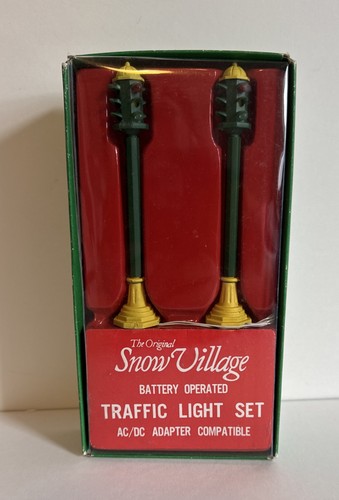 The Original
Snow Village
BATTERY OPERATED
TRAFFIC LIGHT SET
AC/DC ADAPTER COMPATIBLE